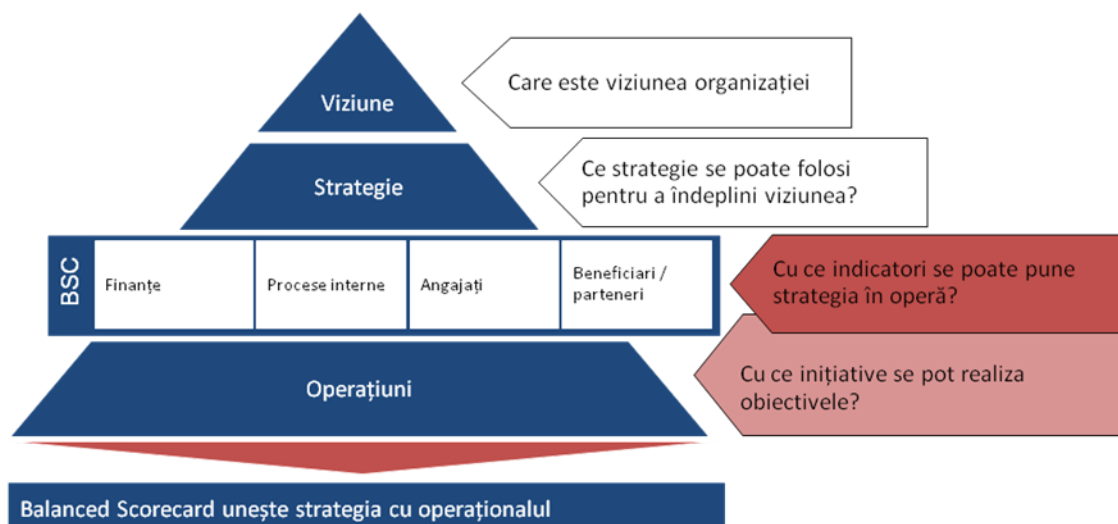 Viziune
Care este viziunea organizației
Strategie
Ce strategie se poate folosi
pentru a îndeplini viziunea?
BSC
Finanțe
Procese interne
Angajați
Beneficiari /
parteneri
Cu ce indicatori se poate pune
strategia în operă?
Operațiuni
Cu ce inițiative se pot realiza
obiectivele?
Balanced Scorecard unește strategia cu operaționalul